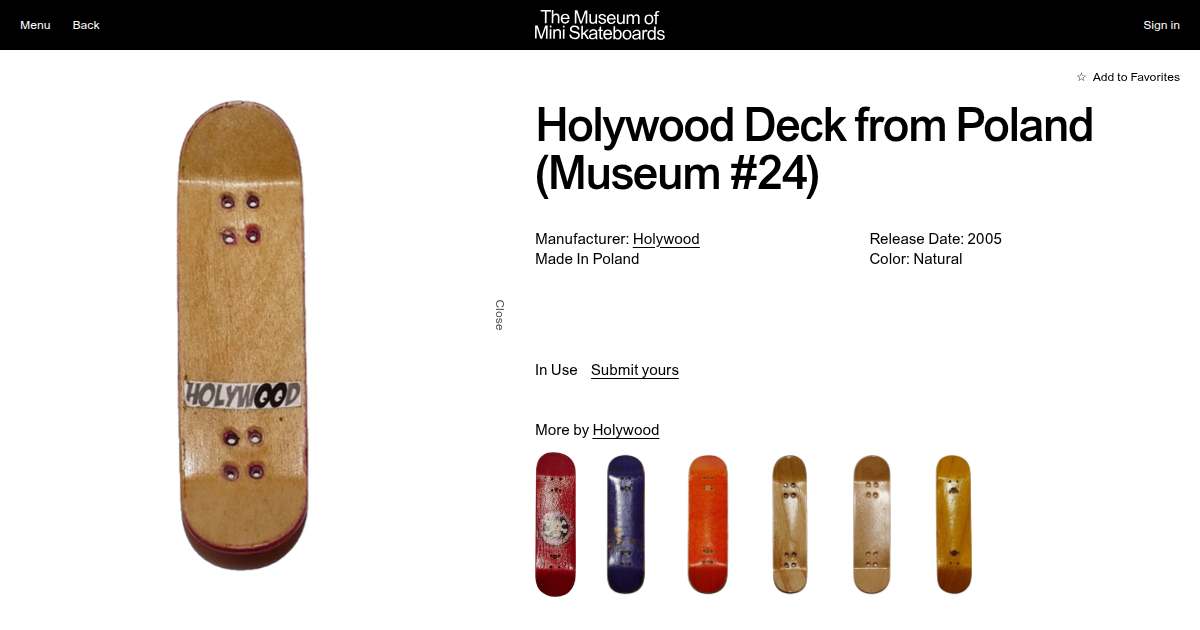 Menu Back
The Museum of
Mini Skateboards
Sign in
☆ Add to Favorites
Holywood Deck from Poland
(Museum #24)
Manufacturer: Holywood
Made In Poland
Release Date: 2005
Color: Natural
Close
HOLYWOOD
In Use Submit yours
More by Holywood